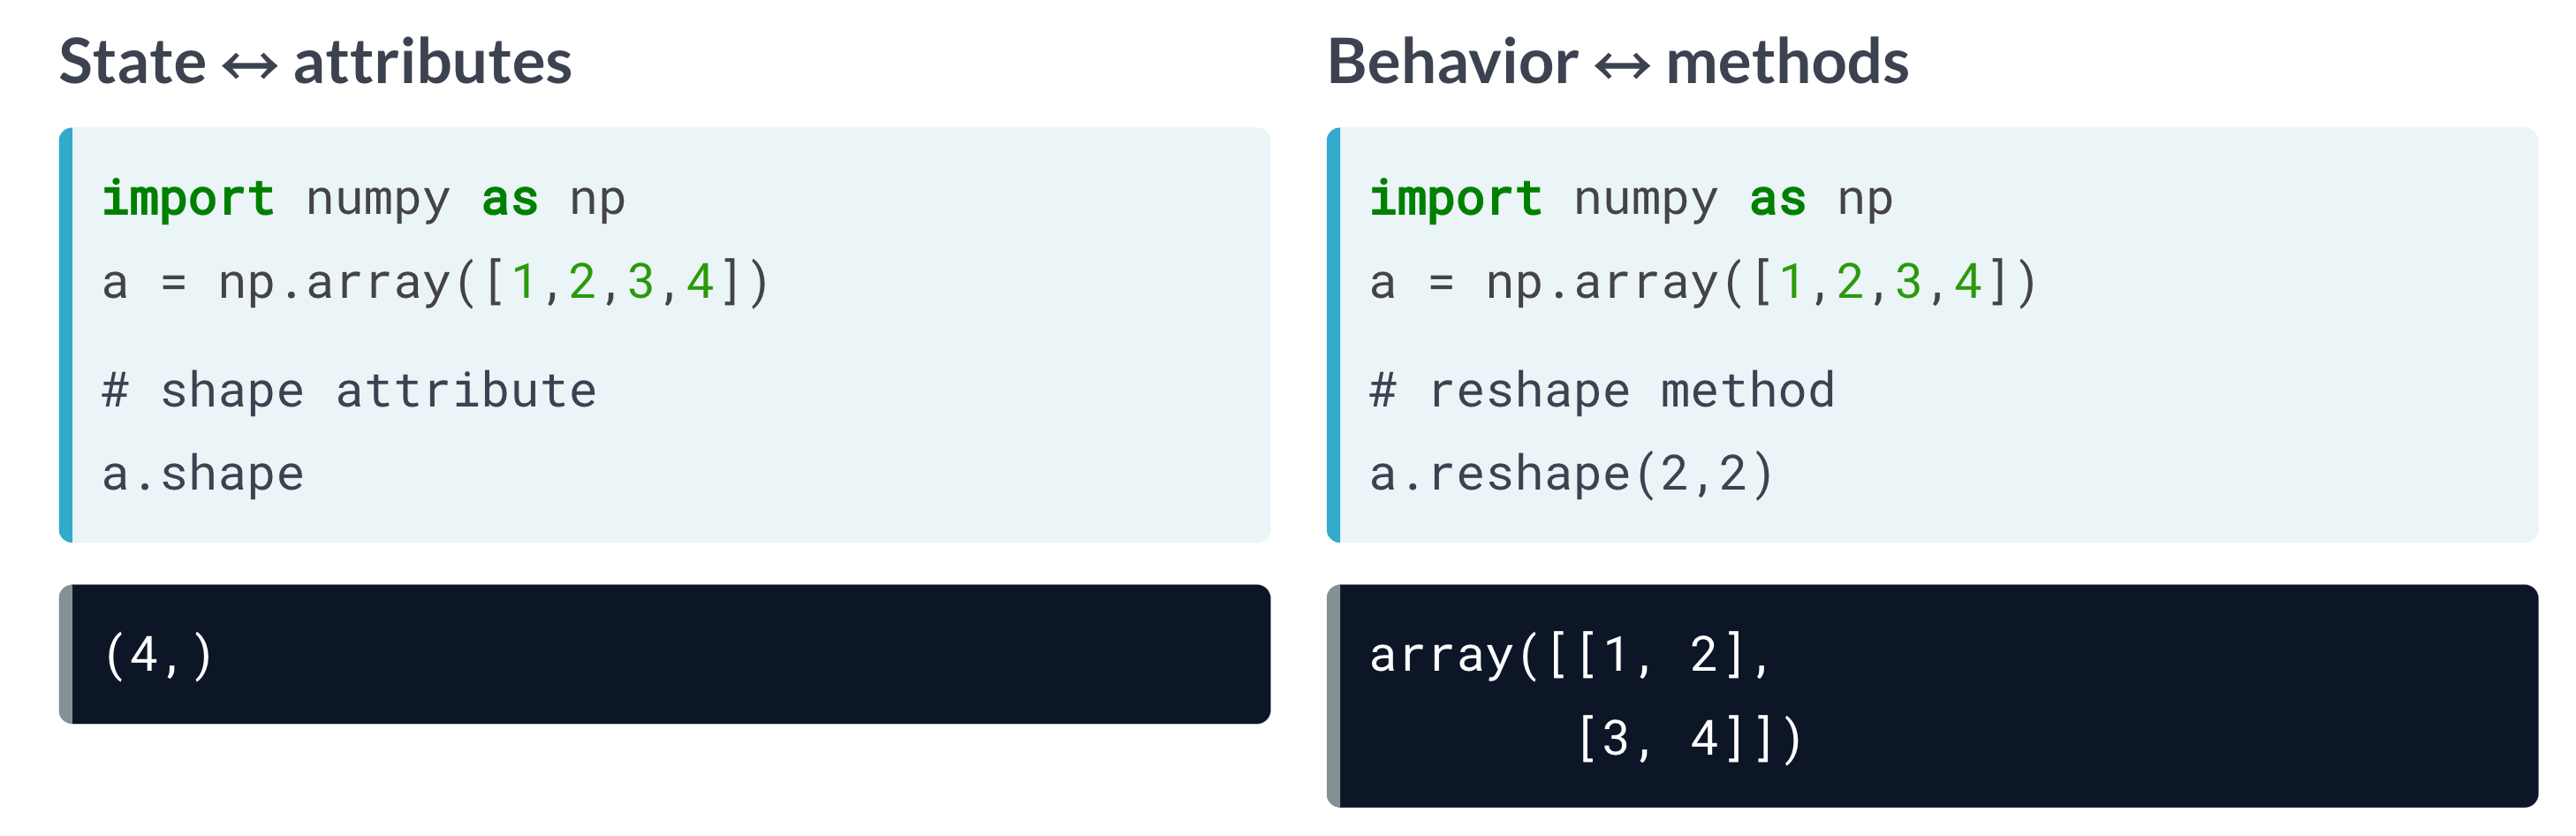 State ↔ attributes
import numpy as np
a = np.array([1,2,3,4])
# shape attribute
a.shape
(4,)
Behavior ↔ methods
import numpy as np
a = np.array([1,2,3,4])
# reshape method
a.reshape(2,2)
array([[1, 2],
       [3, 4]])